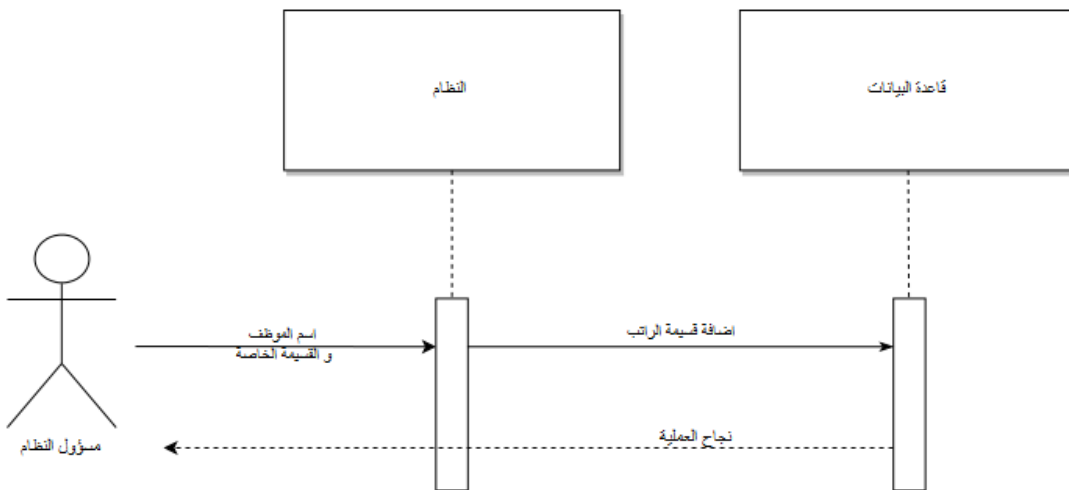 النظام
قاعدة البيانات
اسم الموظف
و القسيمة الخاصة
اضافة قسيمة الراتب
نجاح العملية
مسؤول النظام